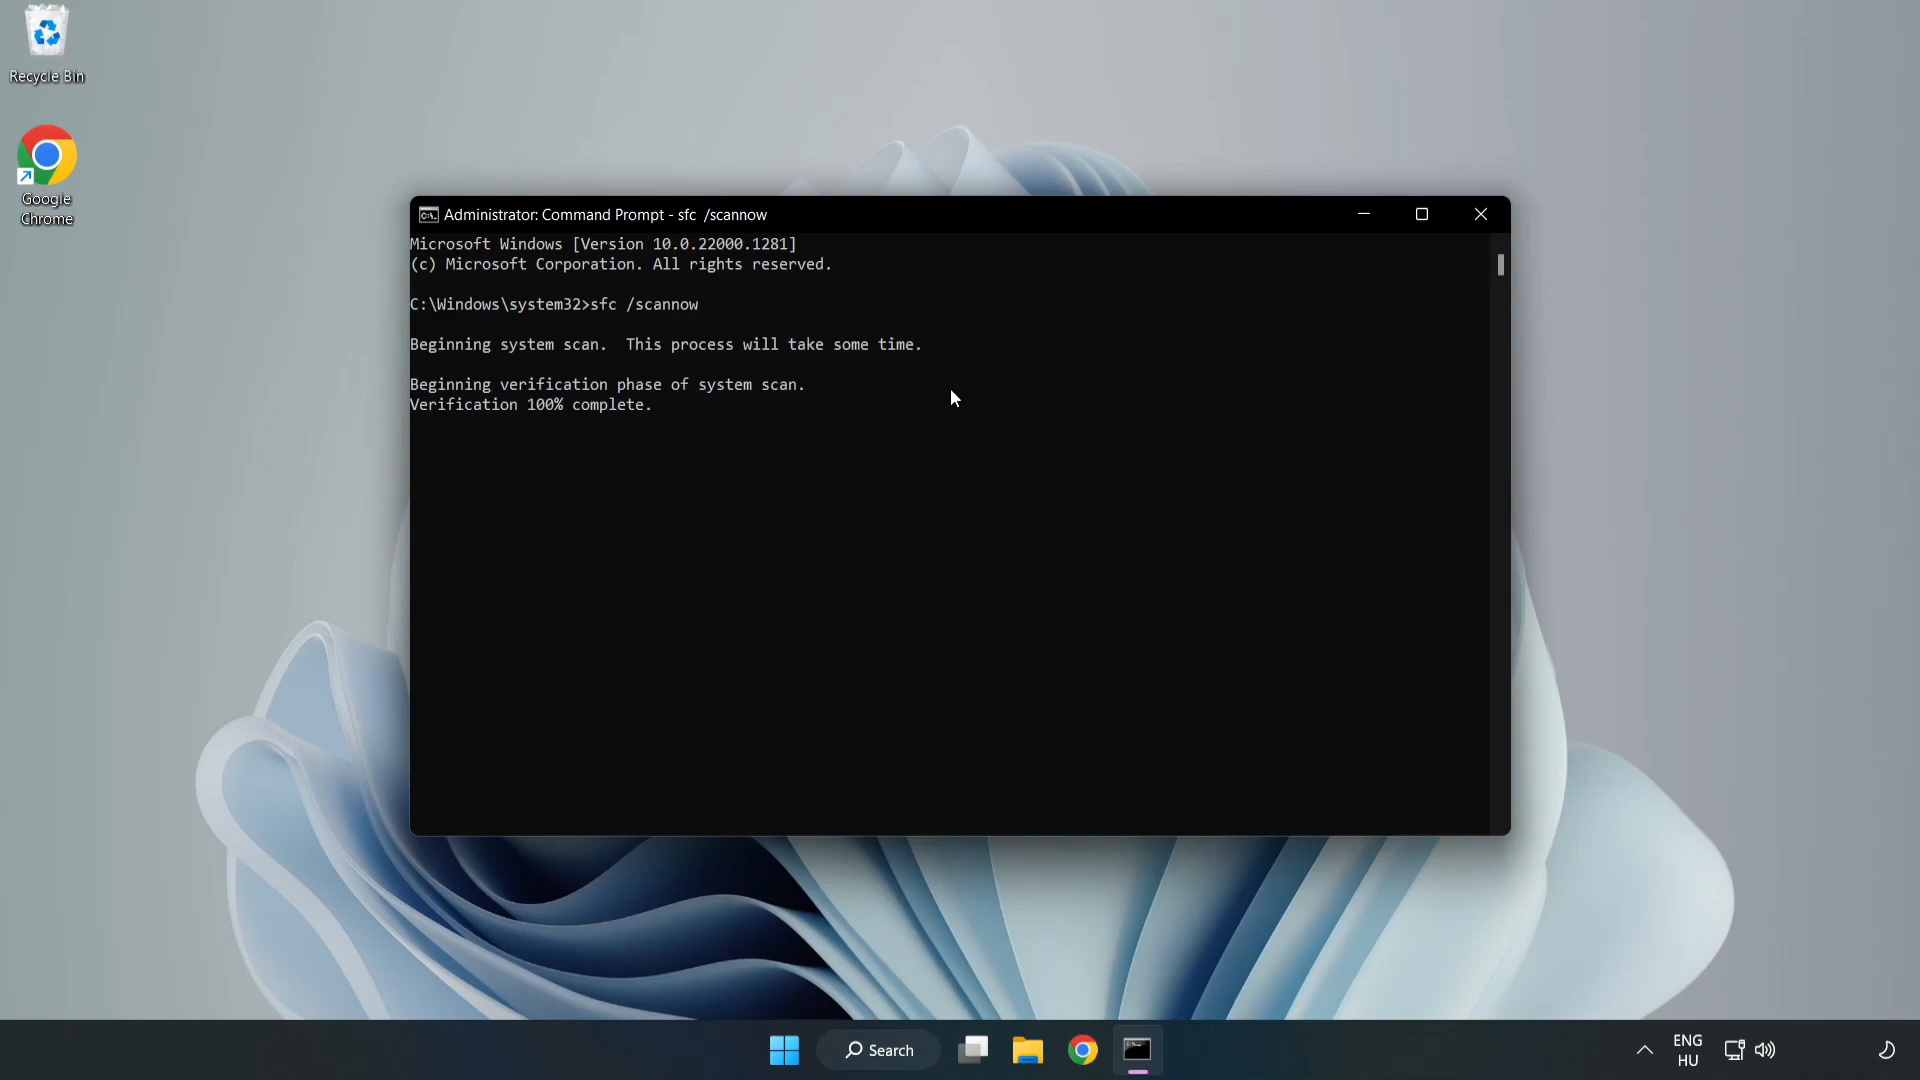 Recycle Bin
Google
Chrome
Administrator: Command Prompt - sfc  /scannow
Microsoft Windows [Version 10.0.22000.1281]
(c) Microsoft Corporation. All rights reserved.
C:\Windows\system32>sfc /scannow
Beginning system scan.  This process will take some time.
Beginning verification phase of system scan.
Verification 100% complete.
Search
ENG
HU